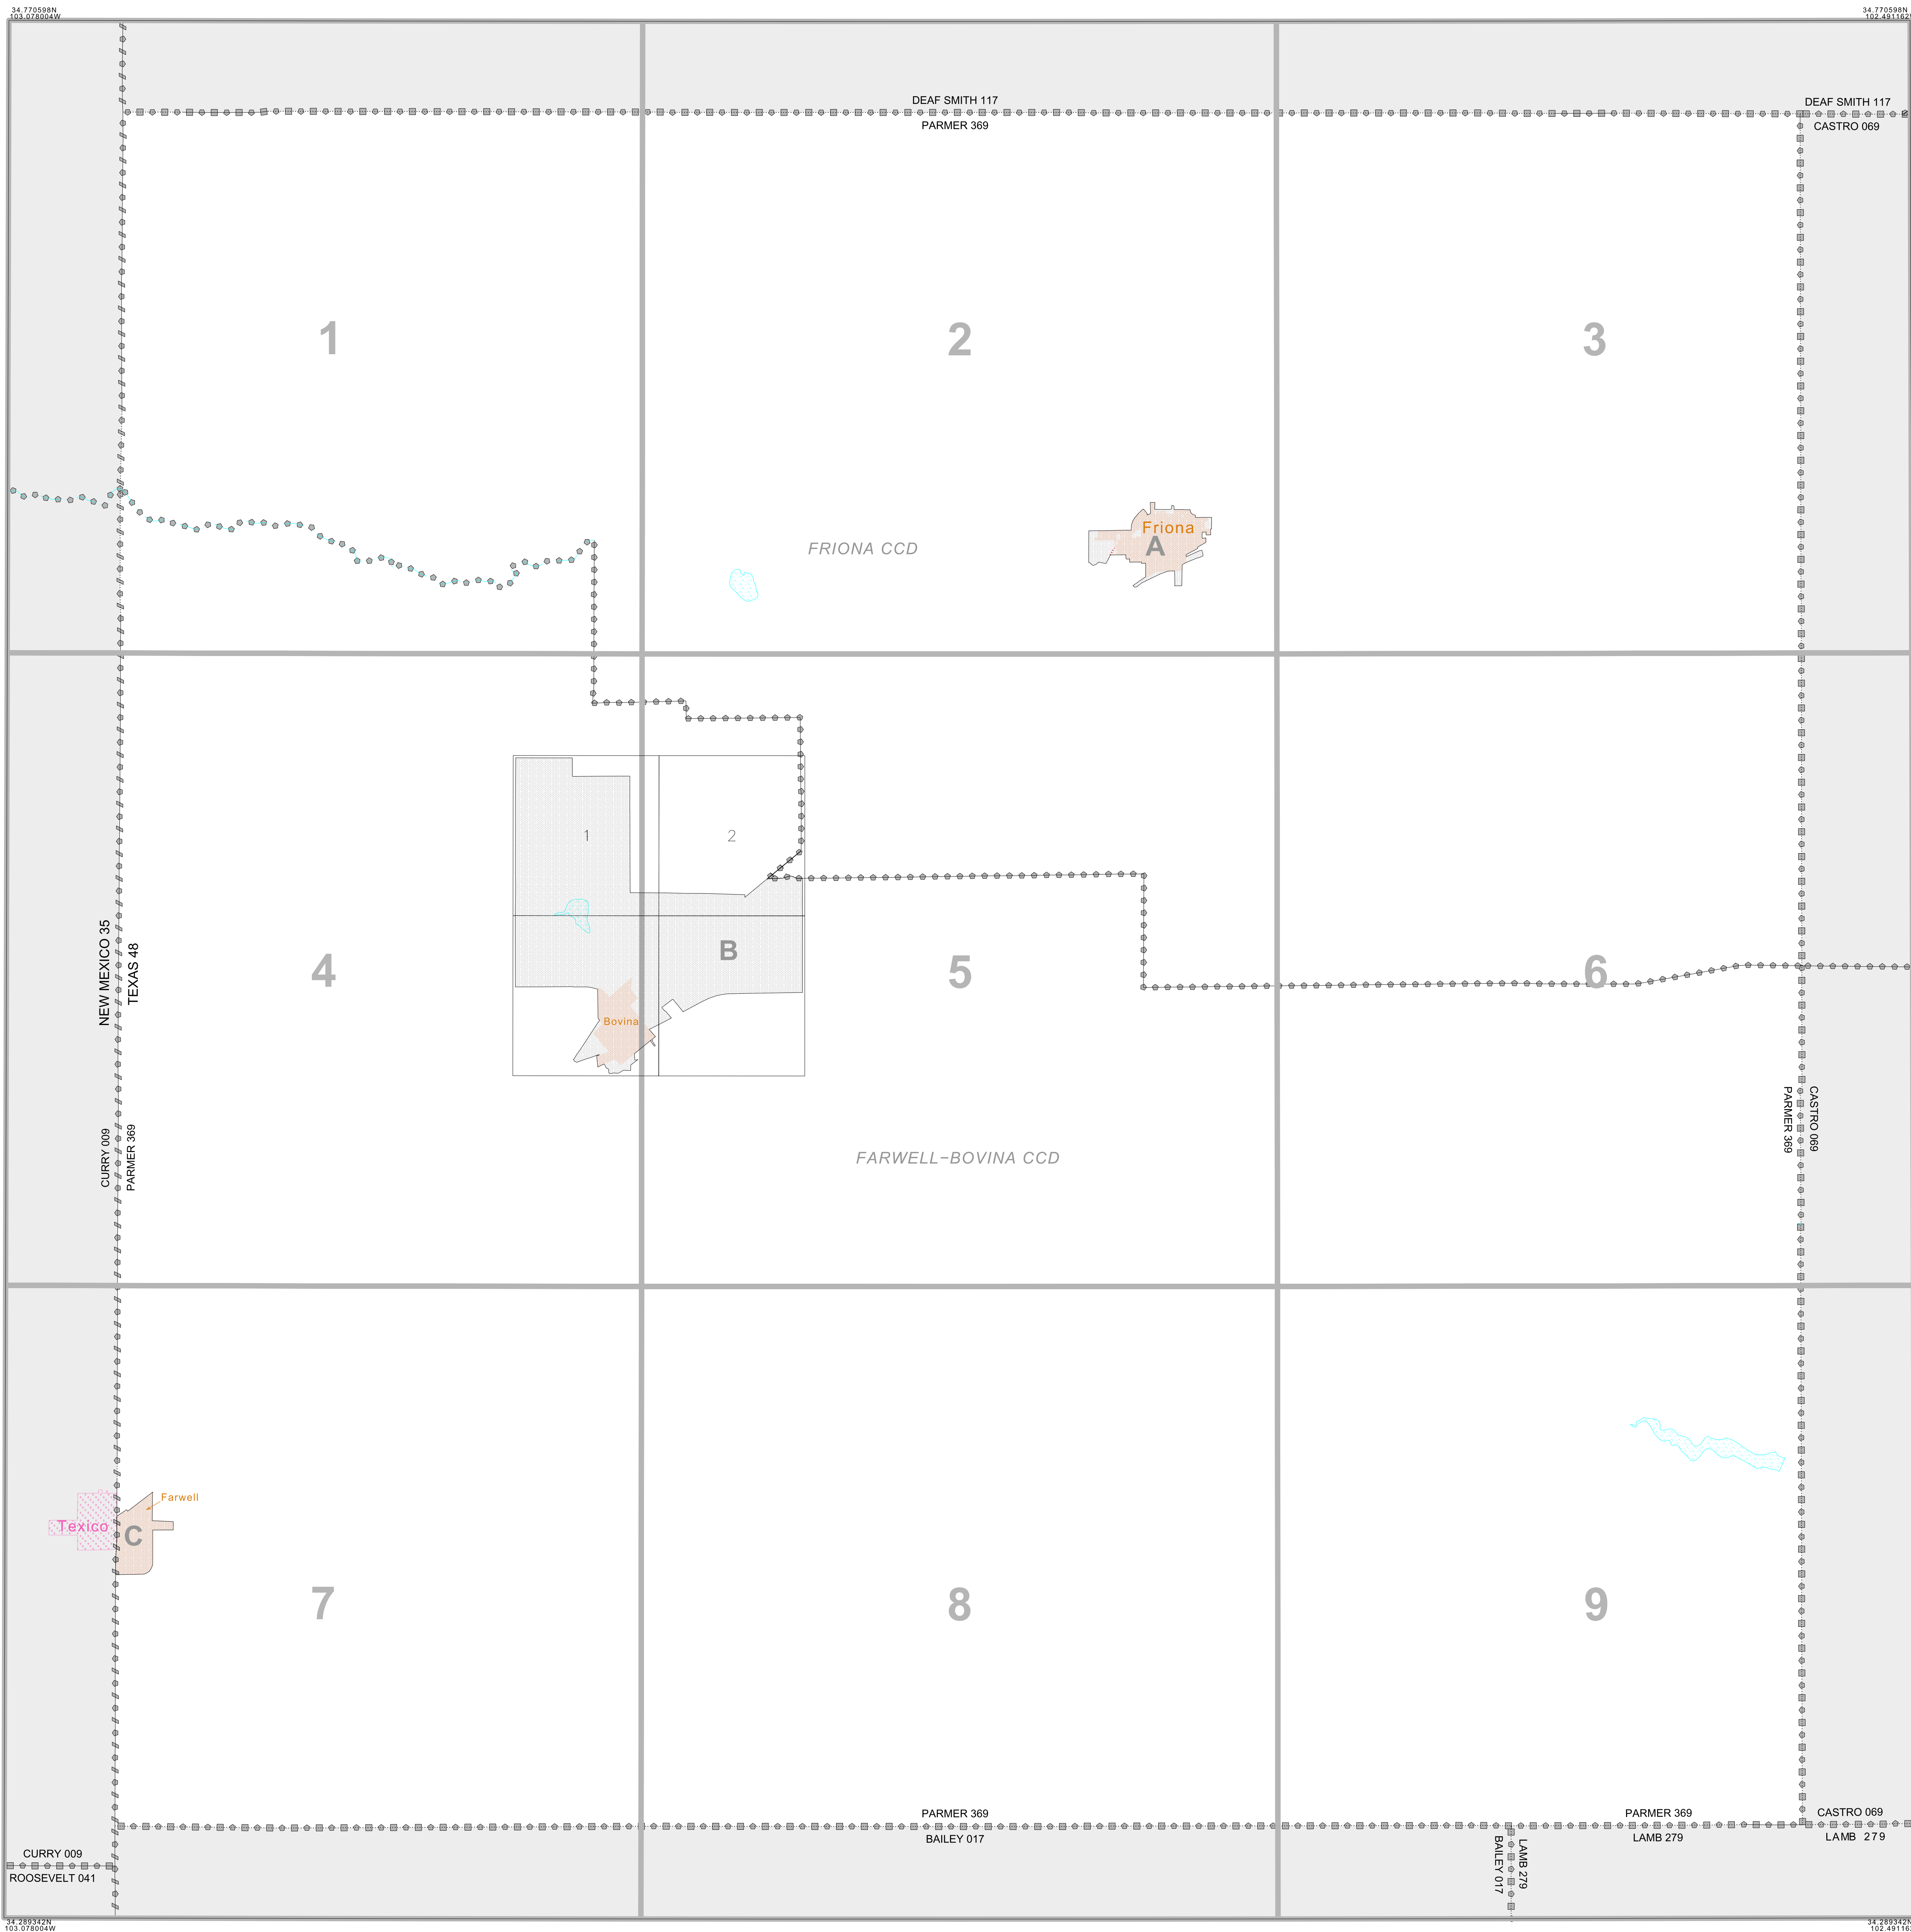 34.770598N
103.078004W
34.770598N
102.491162
DEAF SMITH 117
PARMER 369
DEAF SMITH 117
CASTRO 069
1
2
3
Friona
A
FRIONA CCD
1
2
NEW MEXICO 35
TEXAS 48
4
B
5
6
Bovina
CURRY 009
PARMER 369
PARMER 369
CASTRO 069
FARWELL-BOVINA CCD
Farwell
Texico
C
7
8
9
PARMER 369
BAILEY 017
PARMER 369
LAMB 279
CASTRO 069
LAMB 279
CURRY 009
ROOSEVELT 041
BAILEY 017
LAMB 279
34.289342N
103.078004W
34.289342N
102.49116